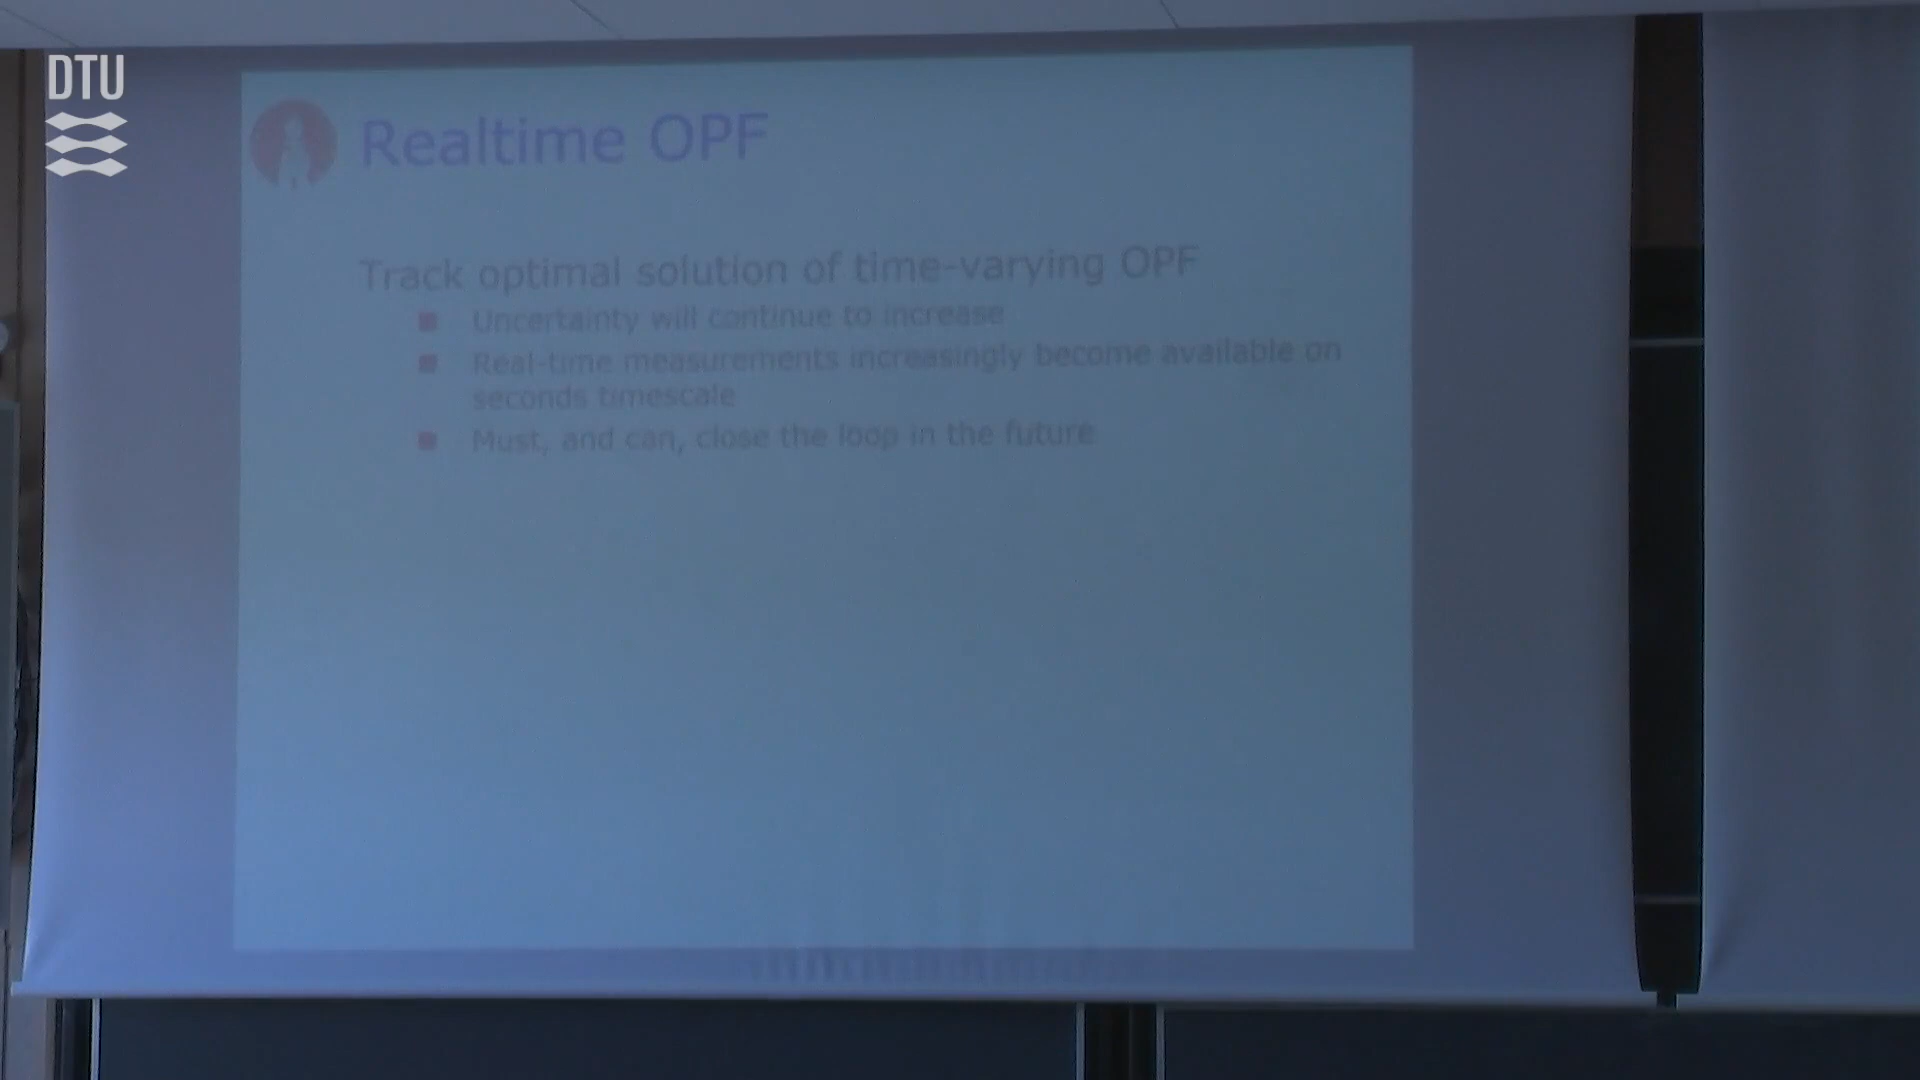 DTU
Realtime OPF
Track optimal solution of time-varying OPF
Uncertainty will continue to increase
Real-time measurements increasingly become available on
seconds timescale
Must, and can, close the loop in the future